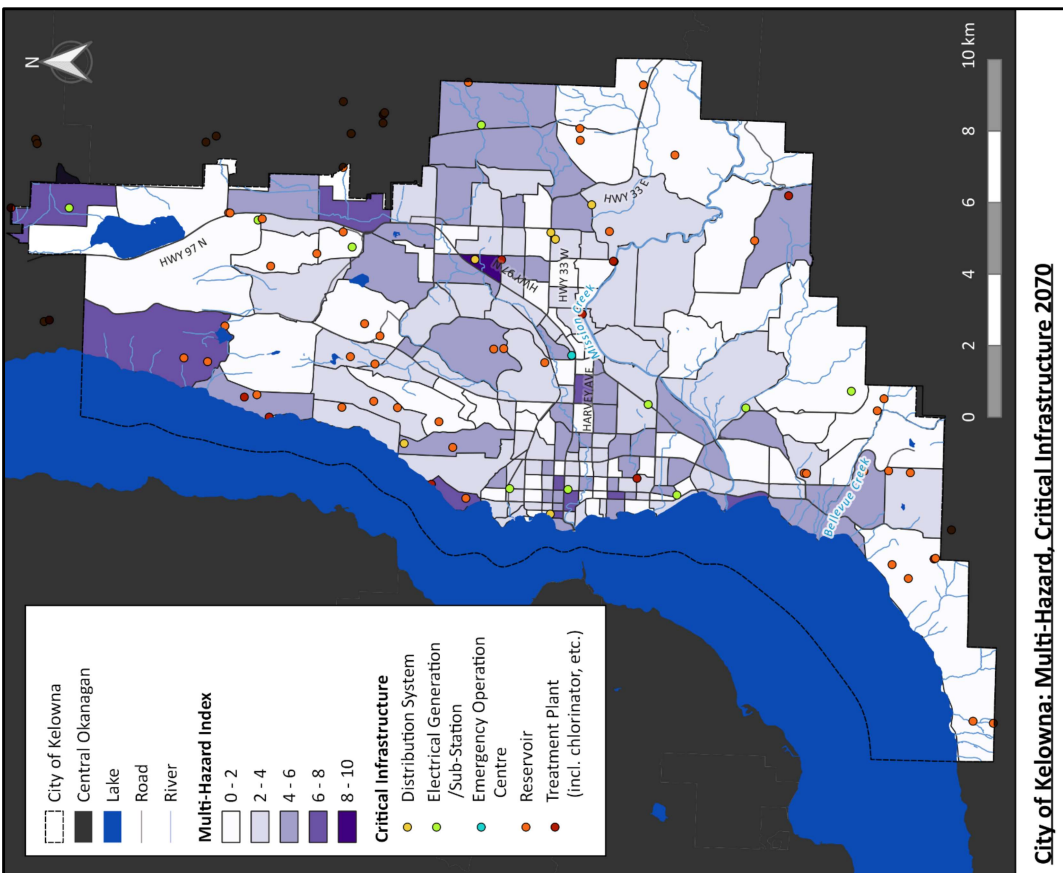 N
HWY 97 N
HWY 97 N
HWY 33 E
HWY 33 W
Mission Creek
HARVEY AVE
Bellevue Creek
City of Kelowna
Central Okanagan
Lake
Road
River
Multi-Hazard Index
0 - 2
2 - 4
4 - 6
6 - 8
8 - 10
Critical Infrastructure
Distribution System
Electrical Generation
/Sub-Station
Emergency Operation
Centre
Reservoir
Treatment Plant
(incl. chlorinator, etc.)
0
2
4
6
8
10 km
City of Kelowna: Multi-Hazard, Critical Infrastructure 2070